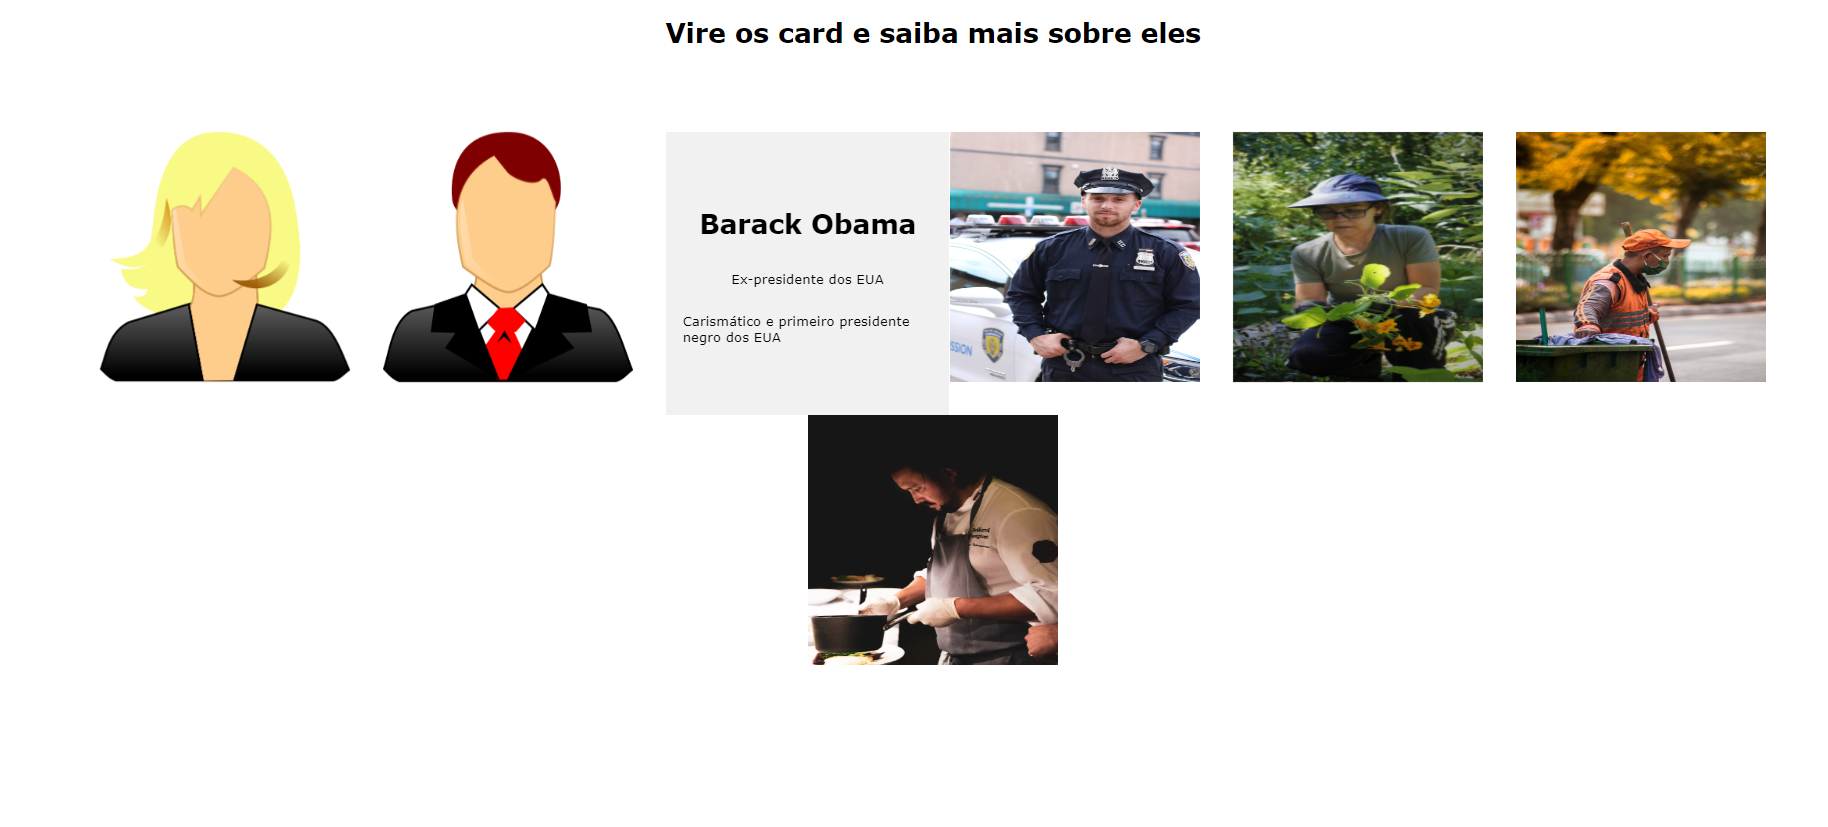 Vire os card e saiba mais sobre eles
Barack Obama
Ex-presidente dos EUA
Carismático e primeiro presidente
negro dos EUA
SSION